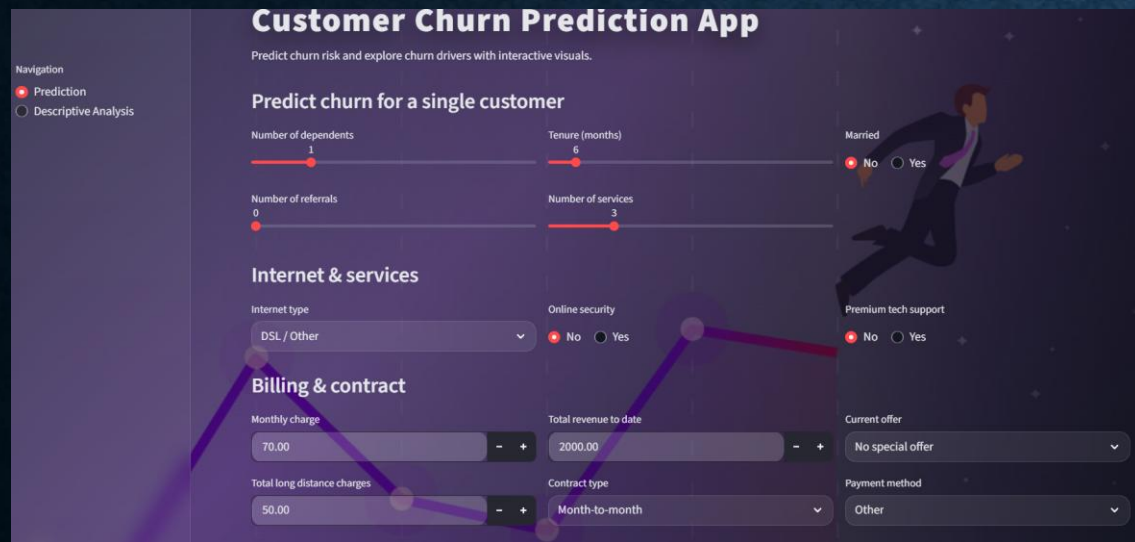 Customer Churn Prediction App
Predict churn risk and explore churn drivers with interactive visuals.
Navigation
Prediction
Descriptive Analysis
Predict churn for a single customer
Number of dependents
1
Tenure (months)
6
Married
No Yes
Number of referrals
0
Number of services
3
Internet & services
Internet type
DSL / Other
Online security
No Yes
Premium tech support
No Yes
Billing & contract
Monthly charge
70.00 - +
Total revenue to date
2000.00 - +
Current offer
No special offer
Total long distance charges
50.00 - +
Contract type
Month-to-month
Payment method
Other